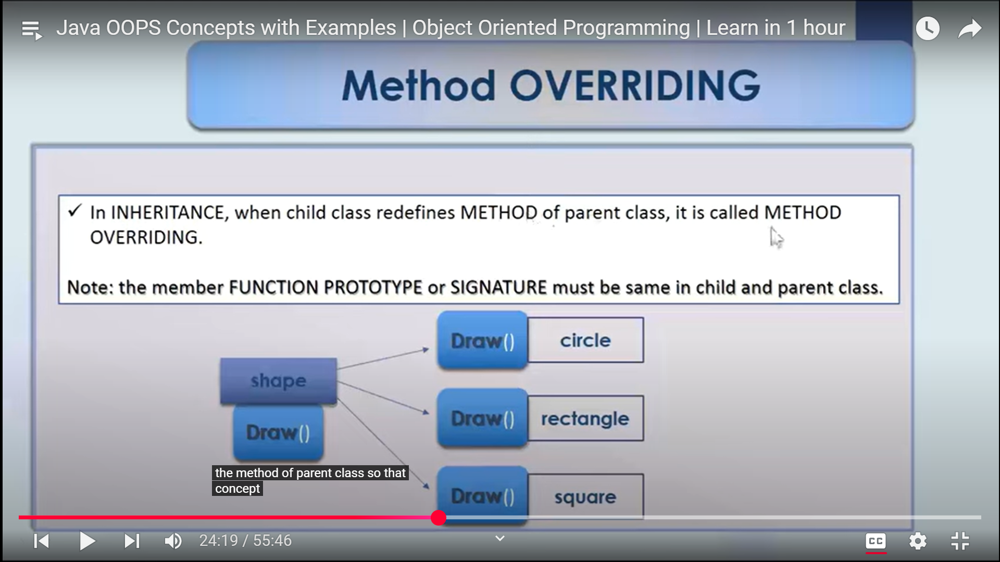 Java OOPS Concepts with Examples | Object Oriented Programming | Learn in 1 hour
Method OVERRIDING
✓ In INHERITANCE, when child class redefines METHOD of parent class, it is called METHOD
OVERRIDING.
Note: the member FUNCTION PROTOTYPE or SIGNATURE must be same in child and parent class.
Draw() circle
shape
Draw() rectangle
Draw()
the method of parent class so that
concept
Draw() square
24:19 / 55:46
CC